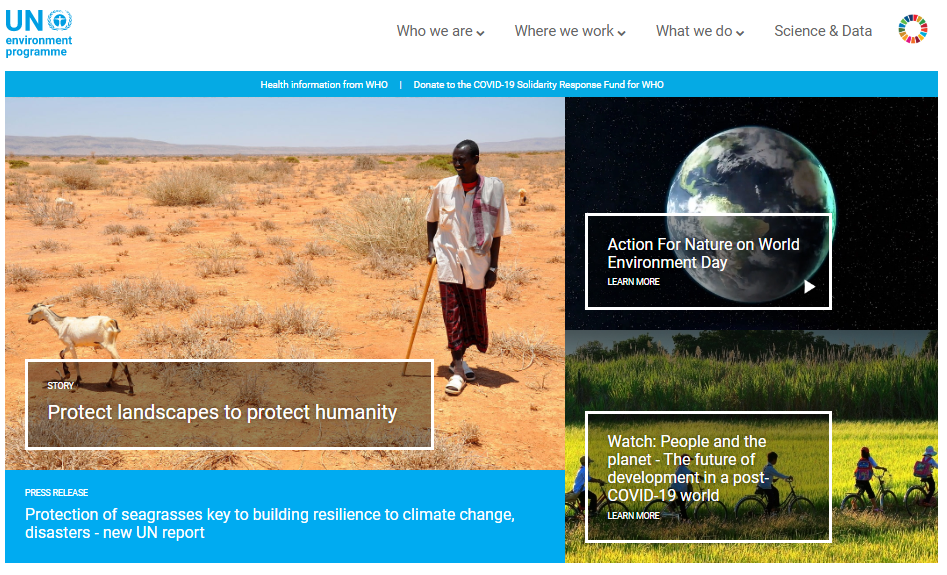 UN
environment
programme
Who we are
Where we work
What we do
Science & Data
Health information from WHO | Donate to the COVID-19 Solidarity Response Fund for WHO
Action For Nature on World
Environment Day
LEARN MORE
STORY
Protect landscapes to protect humanity
Watch: People and the
planet - The future of
development in a post-
COVID-19 world
LEARN MORE
PRESS RELEASE
Protection of seagrasses key to building resilience to climate change,
disasters - new UN report